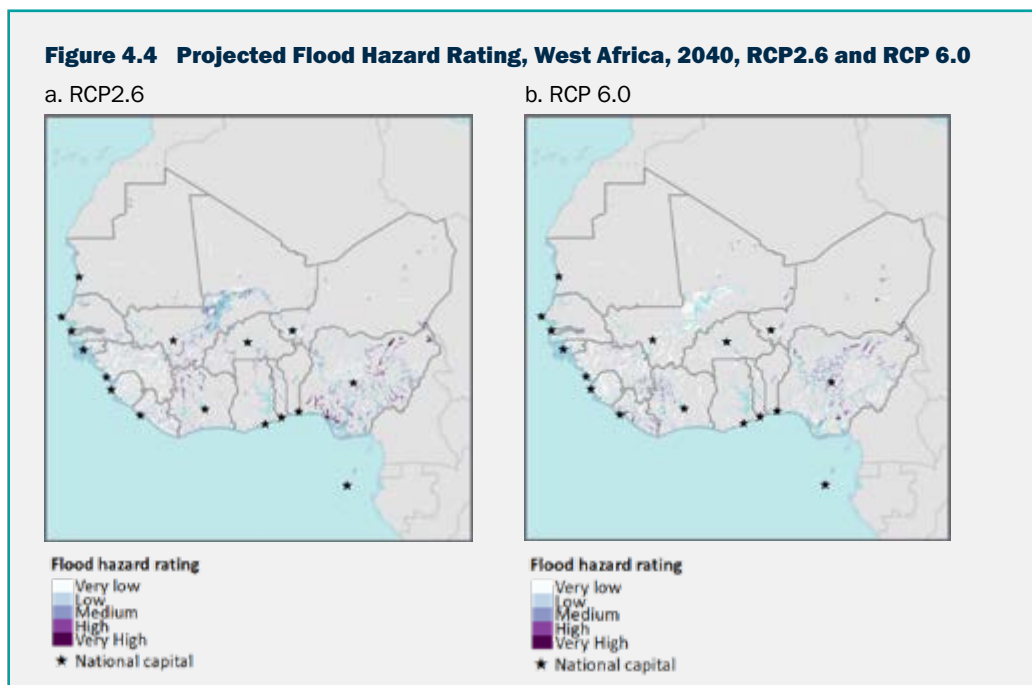 Figure 4.4 Projected Flood Hazard Rating, West Africa, 2040, RCP2.6 and RCP 6.0
a. RCP2.6
b. RCP 6.0
Flood hazard rating
Very low
Low
Medium
High
Very High
National capital
Flood hazard rating
Very low
Low
Medium
High
Very High
National capital